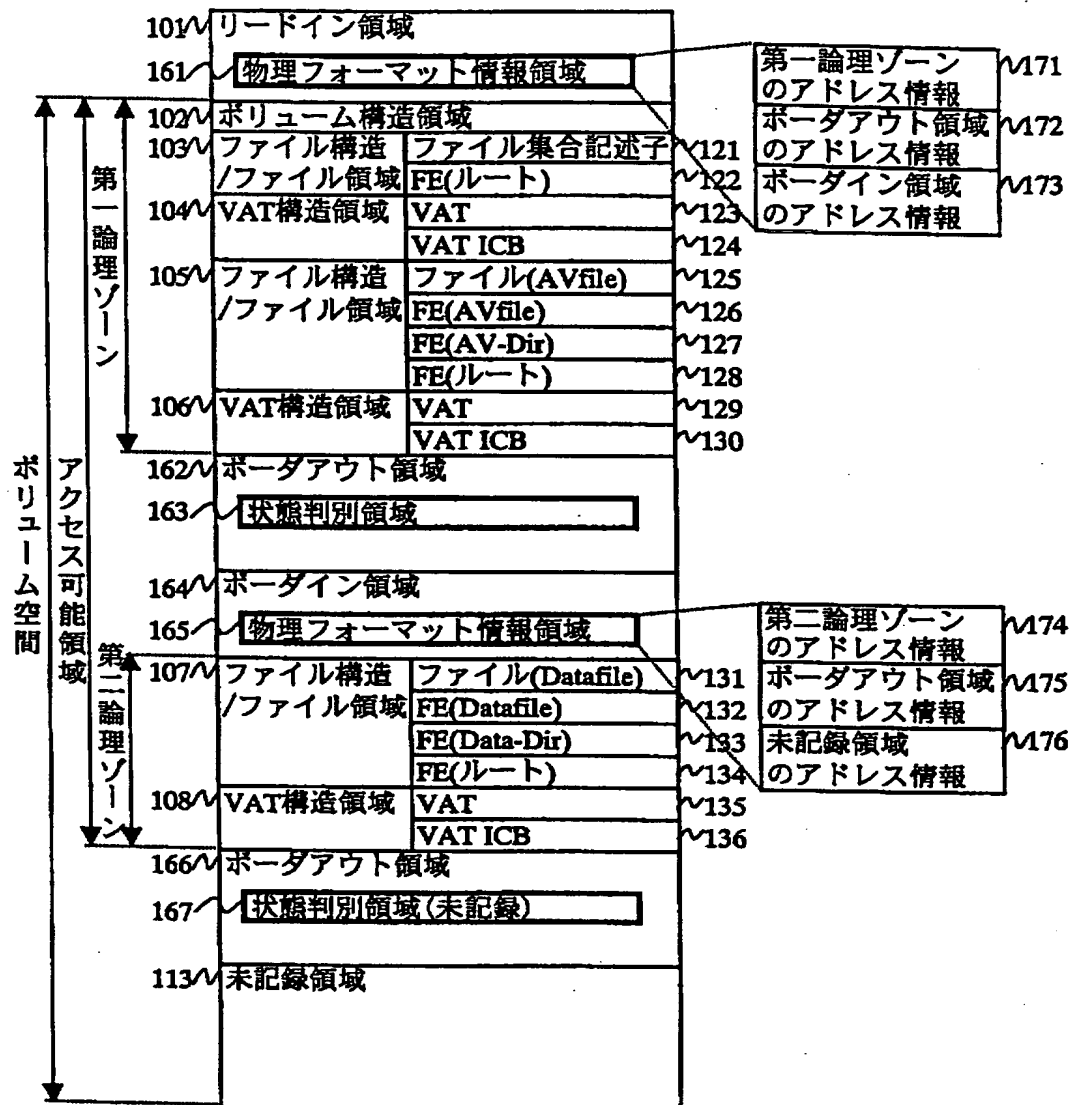 101 リードイン領域
161 物理フォーマット情報領域
第一論理ゾーン
のアドレス情報 171
ボーダアウト領域
のアドレス情報 172
ボーダイン領域
のアドレス情報 173
102 ボリューム構造領域
103 ファイル構造
/ファイル領域
ファイル集合記述子 121
FE(ルート) 122
104 VAT構造領域
VAT 123
VAT ICB 124
105 ファイル構造
/ファイル領域
ファイル(AVfile) 125
FE(AVfile) 126
FE(AV-Dir) 127
FE(ルート) 128
106 VAT構造領域
VAT 129
VAT ICB 130
第一論理ゾーン
ボリューム空間
アクセス可能領域
162 ボーダアウト領域
163 状態判別領域
164 ボーダイン領域
165 物理フォーマット情報領域
第二論理ゾーン
のアドレス情報 174
ボーダアウト領域
のアドレス情報 175
未記録領域
のアドレス情報 176
第二論理ゾーン
107 ファイル構造
/ファイル領域
ファイル(Datafile) 131
FE(Datafile) 132
FE(Data-Dir) 133
FE(ルート) 134
108 VAT構造領域
VAT 135
VAT ICB 136
166 ボーダアウト領域
167 状態判別領域(未記録)
113 未記録領域